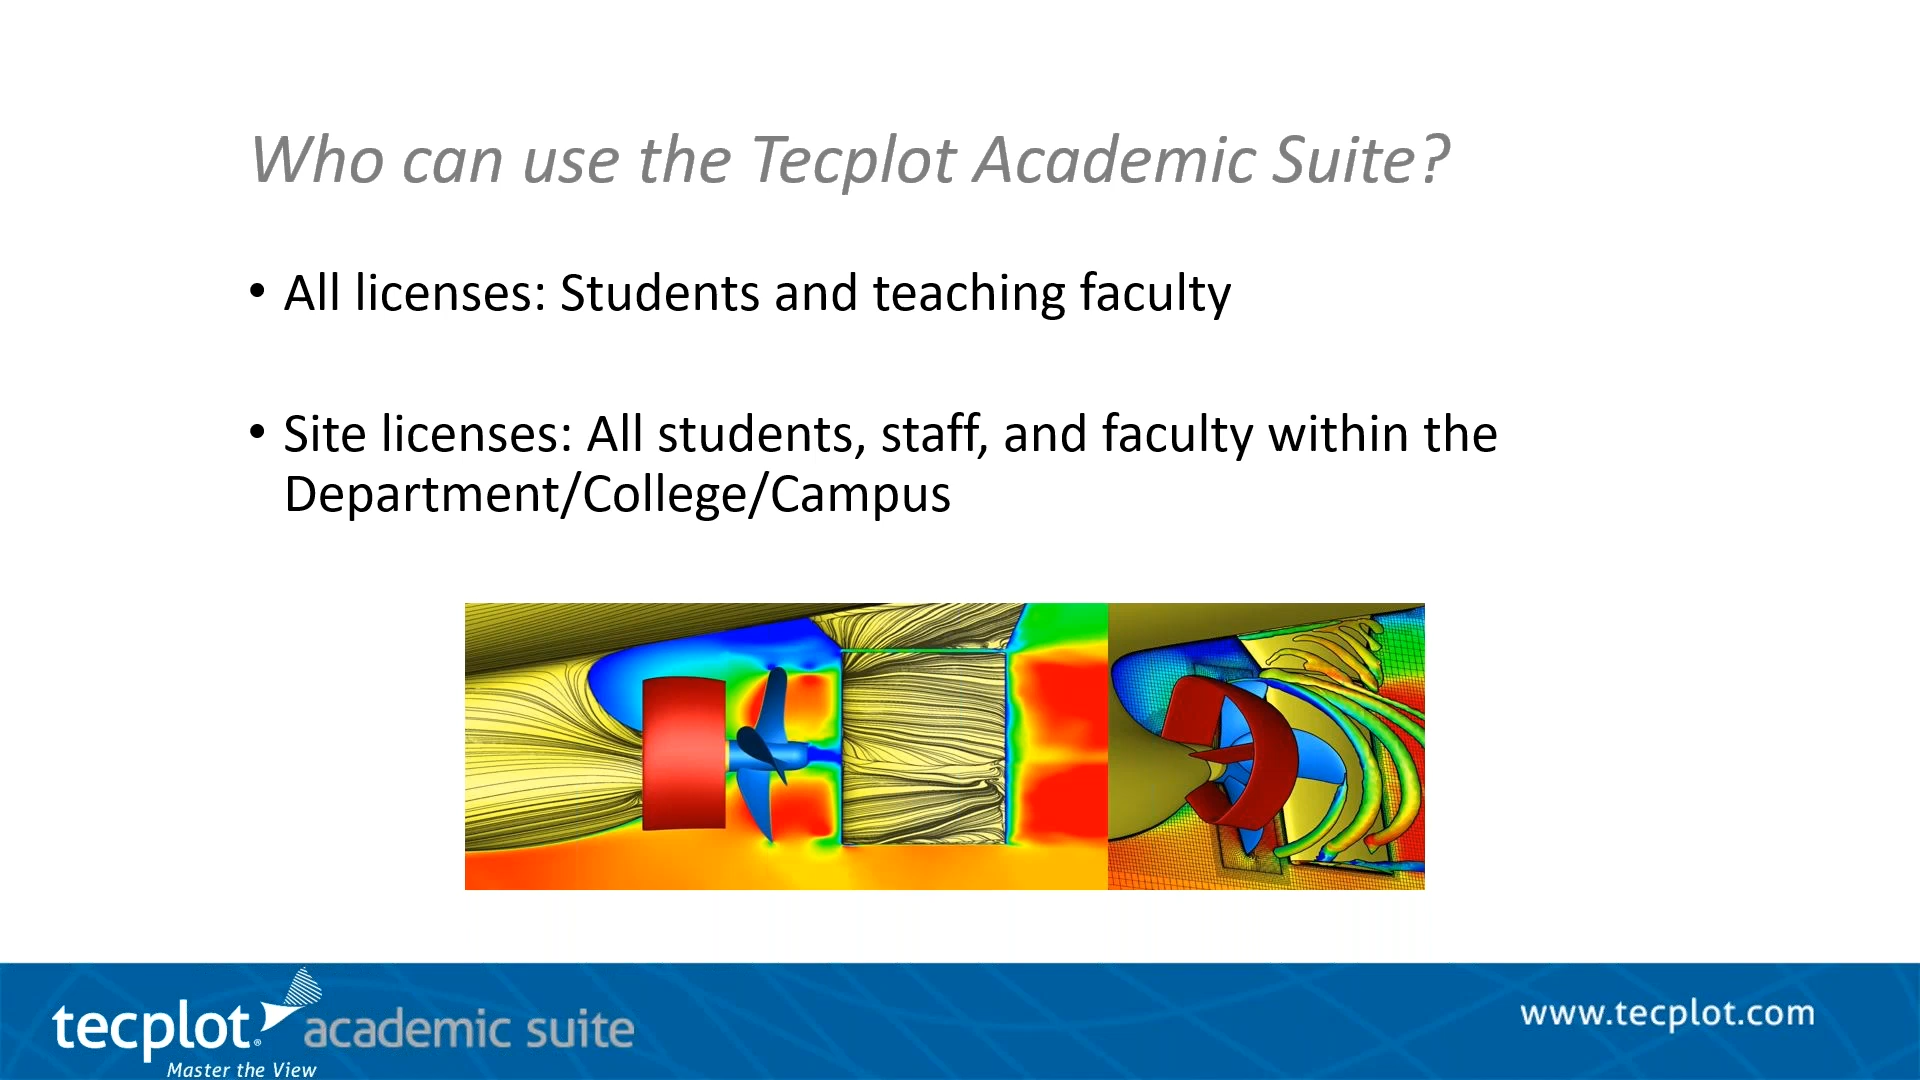 Who can use the Tecplot Academic Suite?
• All licenses: Students and teaching faculty
• Site licenses: All students, staff, and faculty within the
Department/College/Campus
tecplot® academic suite
Master the View
www.tecplot.com